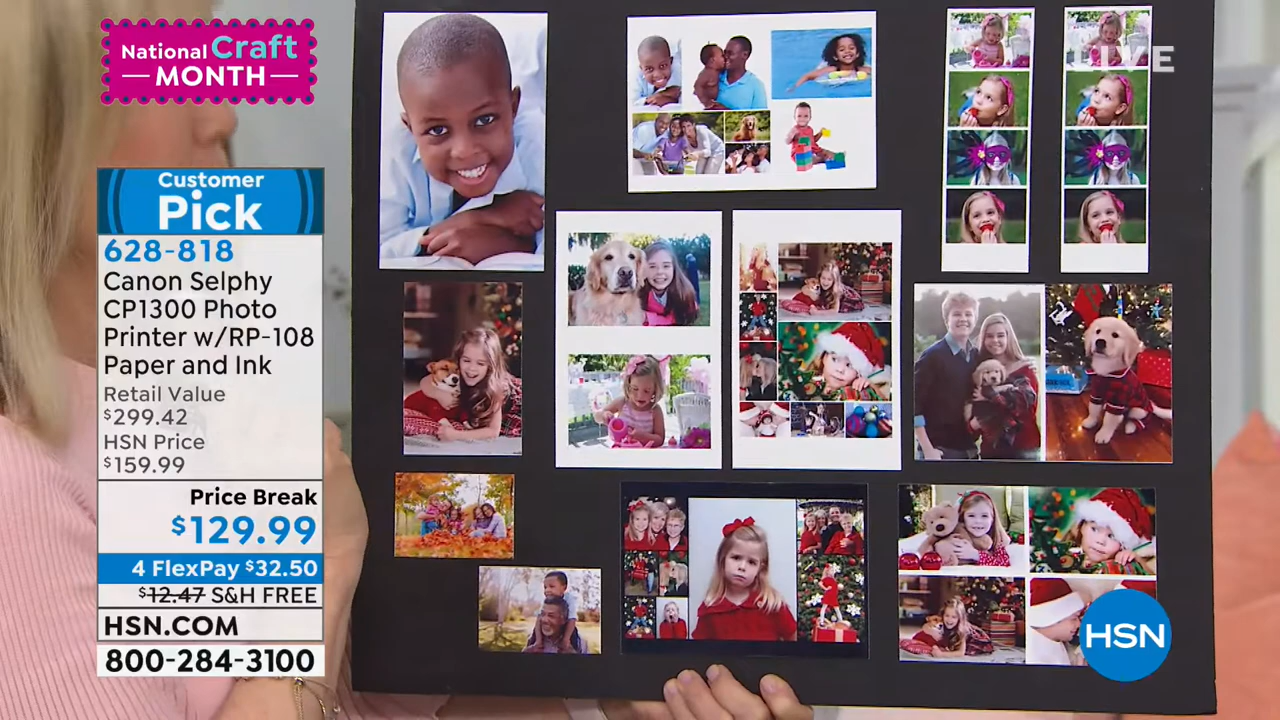 National Craft
MONTH
LIVE
Customer
Pick
628-818
Canon Selphy
CP1300 Photo
Printer w/RP-108
Paper and Ink
Retail Value
$299.42
HSN Price
$159.99
Price Break
$129.99
4 FlexPay $32.50
$12.47 S&H FREE
HSN.COM
800-284-3100
HSN